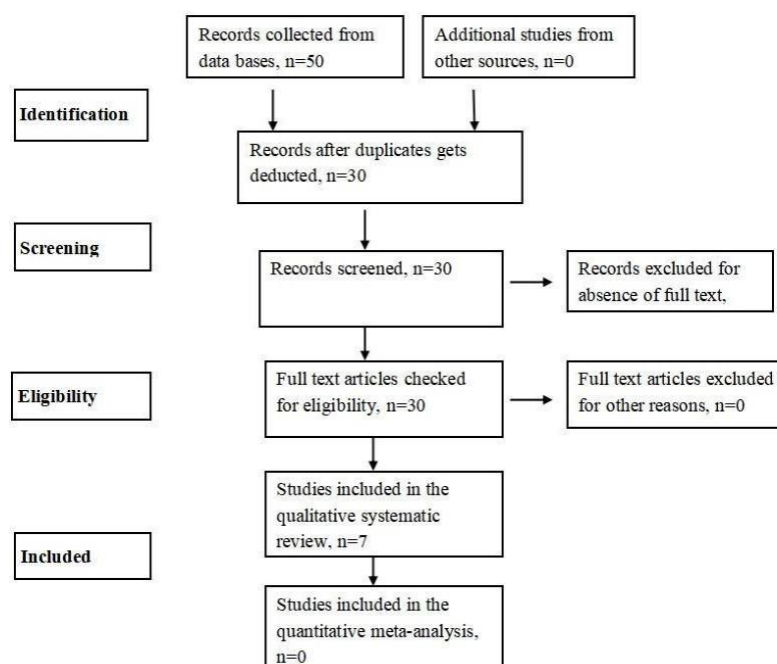 Records collected from
data bases, n=50
Additional studies from
other sources, n=0
Identification
Records after duplicates gets
deducted, n=30
Screening
Records screened, n=30
Records excluded for
absence of full text,
Eligibility
Full text articles checked
for eligibility, n=30
Full text articles excluded
for other reasons, n=0
Included
Studies included in the
qualitative systematic
review, n=7
Studies included in the
quantitative meta-analysis,
n=0